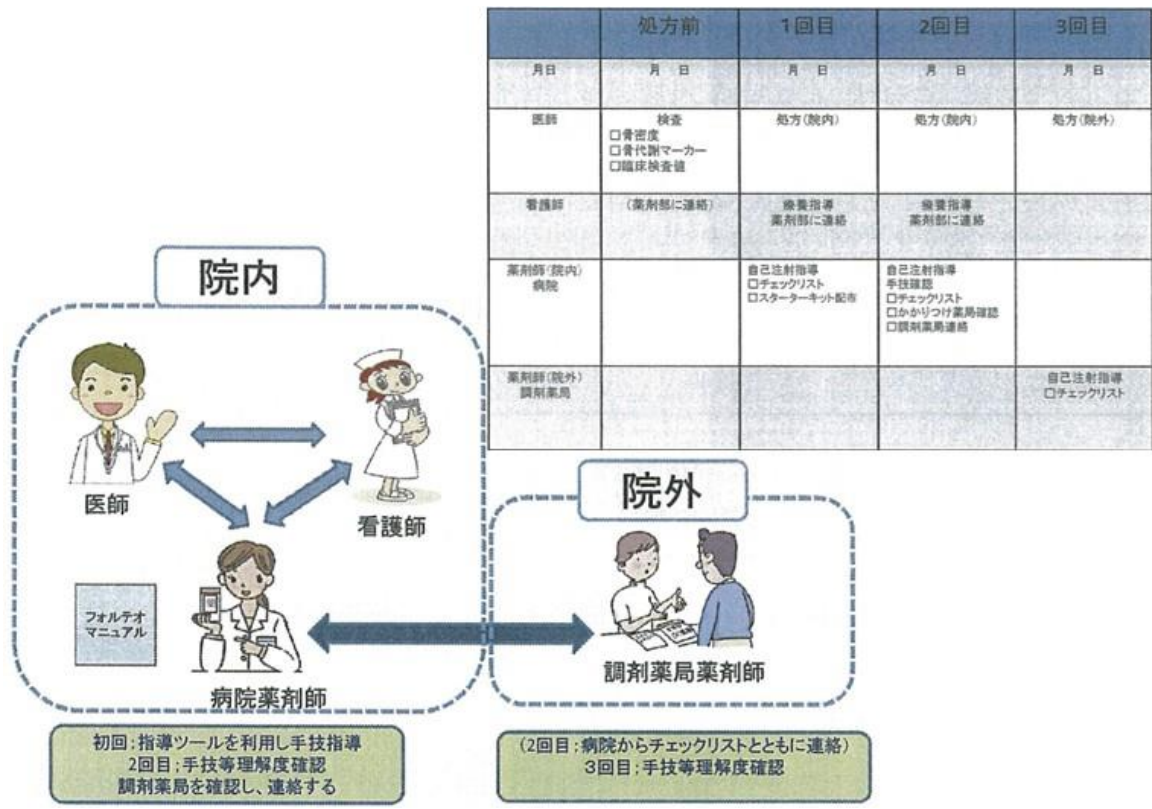 処方前 1回目 2回目 3回目
月日 月 日 月 日 月 日 月 日
医師 検査 処方(院内) 処方(院内) 処方(院外)
□骨密度
□骨代謝マーカー
□臨床検査値
看護師 (薬剤部に連絡) 療養指導 療養指導
薬剤部に連絡 薬剤部に連絡
薬剤師(院内) 自己注射指導 自己注射指導
病院 □チェックリスト 手技確認
□スターターキット配布 □チェックリスト
□かかりつけ薬局確認
□調剤薬局連絡
薬剤師(院外) 自己注射指導
調剤薬局 □チェックリスト
院内
医師
看護師
フォルテオ
マニュアル
病院薬剤師
初回;指導ツールを利用し手技指導
2回目;手技等理解度確認
調剤薬局を確認し、連絡する
院外
調剤薬局薬剤師
(2回目;病院からチェックリストとともに連絡)
3回目;手技等理解度確認